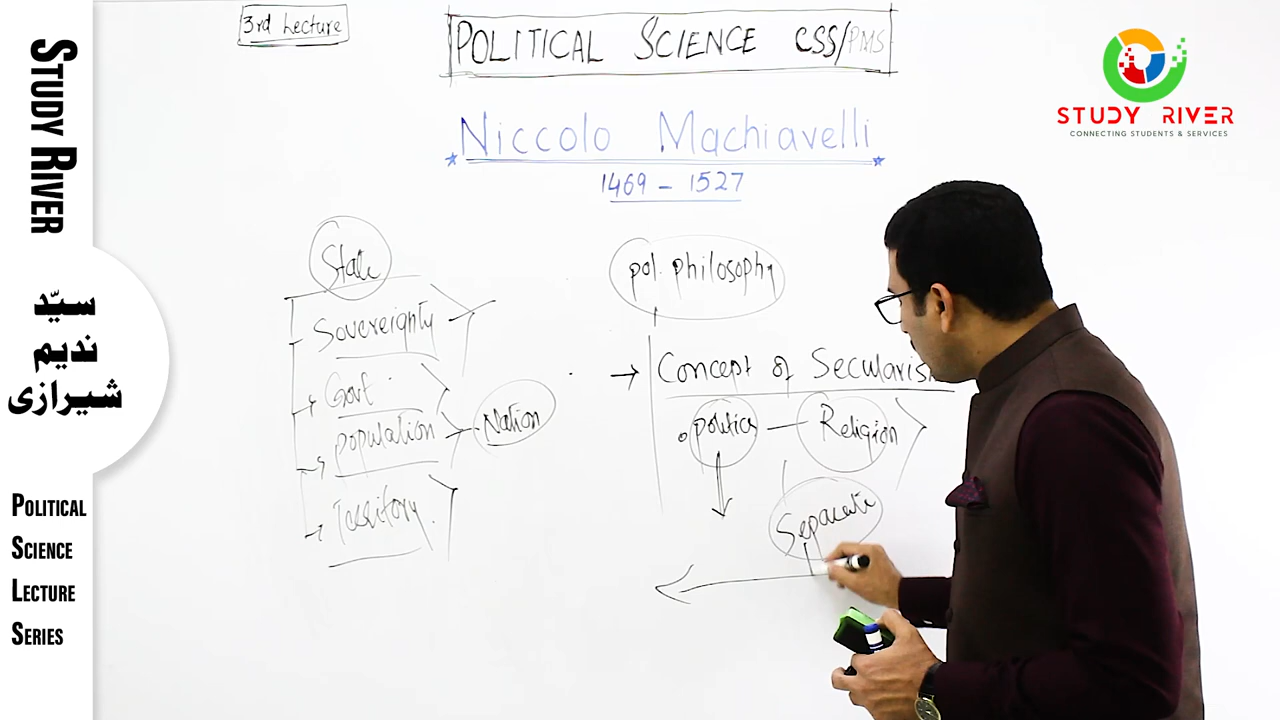 STUDY RIVER
سیّد
ندیم
شیرازی
POLITICAL
SCIENCE
LECTURE
SERIES
3rd Lecture
POLITICAL SCIENCE CSS/PMS
STUDY RIVER
CONNECTING STUDENTS & SERVICES
Niccolo Machiavelli
1469 - 1527
State
Sovereignty
Govt
population
Nation
Territory
pol. philosophy
Concept of Secularism
politics — Religion
Separate